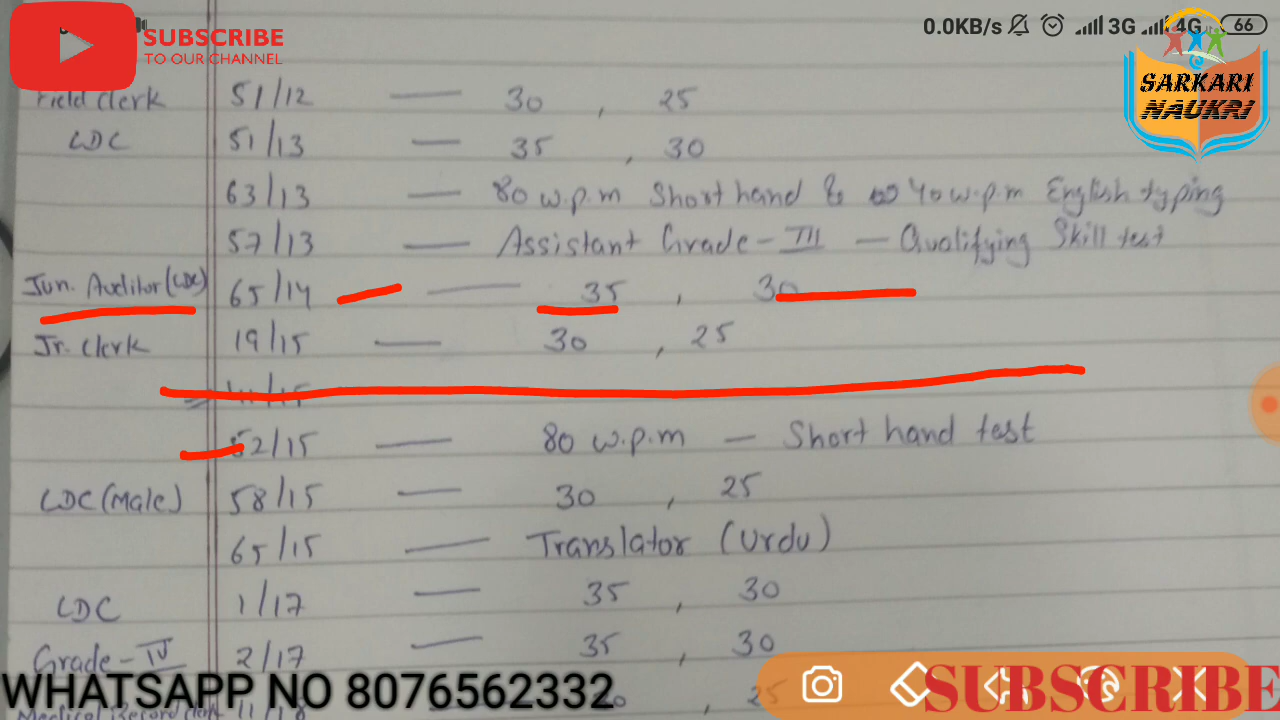 SUBSCRIBE
TO OUR CHANNEL
0.0KB/s 3G 4G 66
SARKARI
NAUKRI
Field Clerk 51/12 — 30 , 25
LDC 51/13 — 35 , 30
63/13 — 80 w.p.m Short hand & 40 w.p.m English typing
57/13 — Assistant Grade-III — Qualifying Skill test
Jun. Auditor (LDC) 65/14 — 35 , 30
Jr. Clerk 19/15 — 30 , 25
52/15 — 80 w.p.m — Short hand test
LDC (Male) 58/15 — 30 , 25
65/15 — Translator (Urdu)
LDC 1/17 — 35 , 30
Grade-IV 2/17 — 35 , 30
WHATSAPP NO 8076562332
SUBSCRIBE
, 25